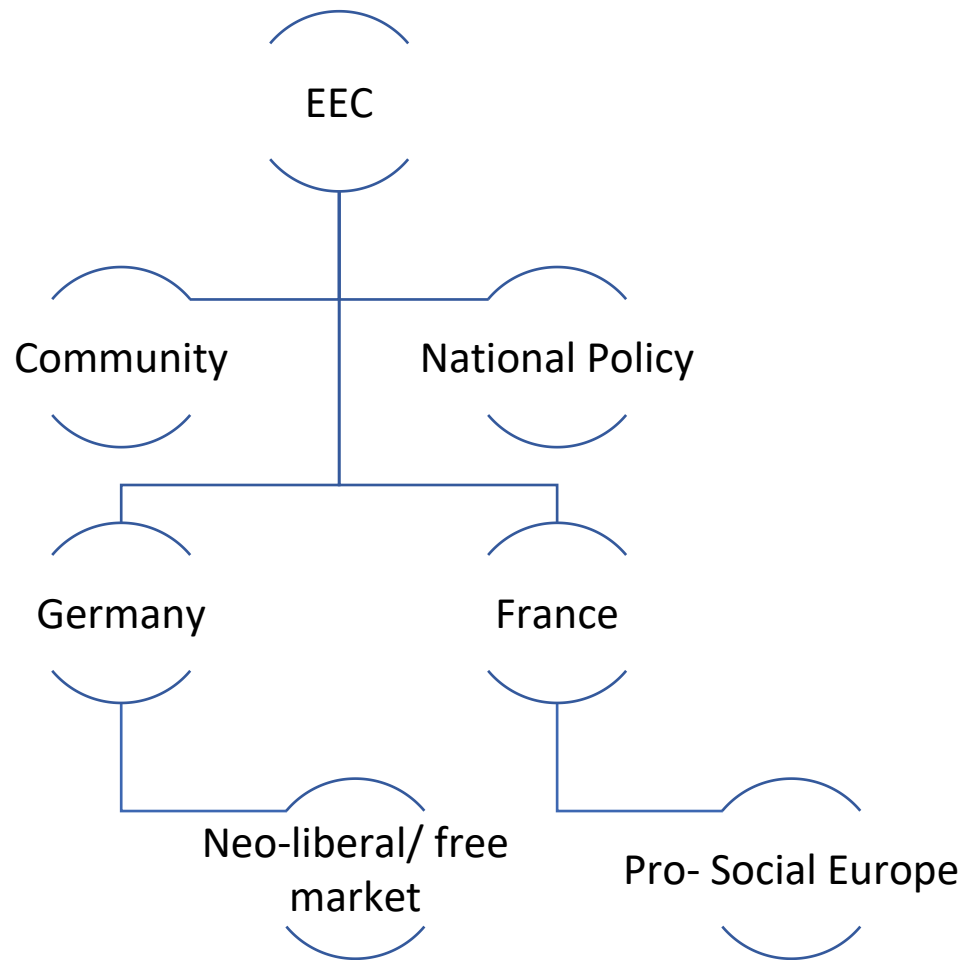 EEC
Community
National Policy
Germany
France
Neo-liberal/ free
market
Pro- Social Europe